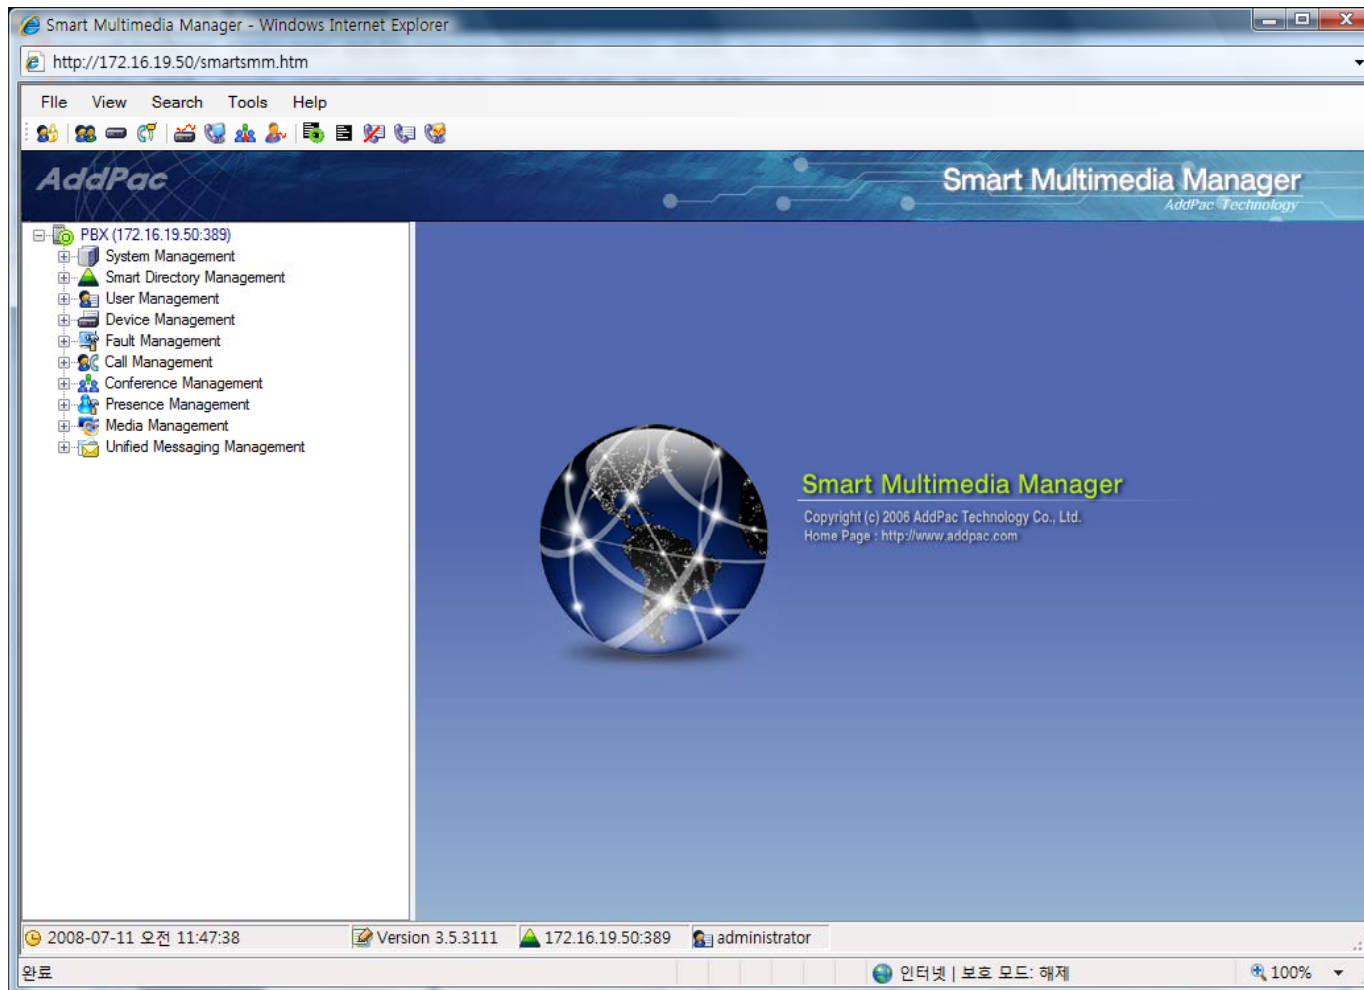 Smart Multimedia Manager - Windows Internet Explorer
http://172.16.19.50/smartsmm.htm
FIle View Search Tools Help
AddPac
Smart Multimedia Manager
AddPac Technology
PBX (172.16.19.50:389)
System Management
Smart Directory Management
User Management
Device Management
Fault Management
Call Management
Conference Management
Presence Management
Media Management
Unified Messaging Management
Smart Multimedia Manager
Copyright (c) 2006 AddPac Technology Co., Ltd.
Home Page : http://www.addpac.com
2008-07-11 오전 11:47:38 Version 3.5.3111 172.16.19.50:389 administrator
완료 인터넷 | 보호 모드: 해제 100%